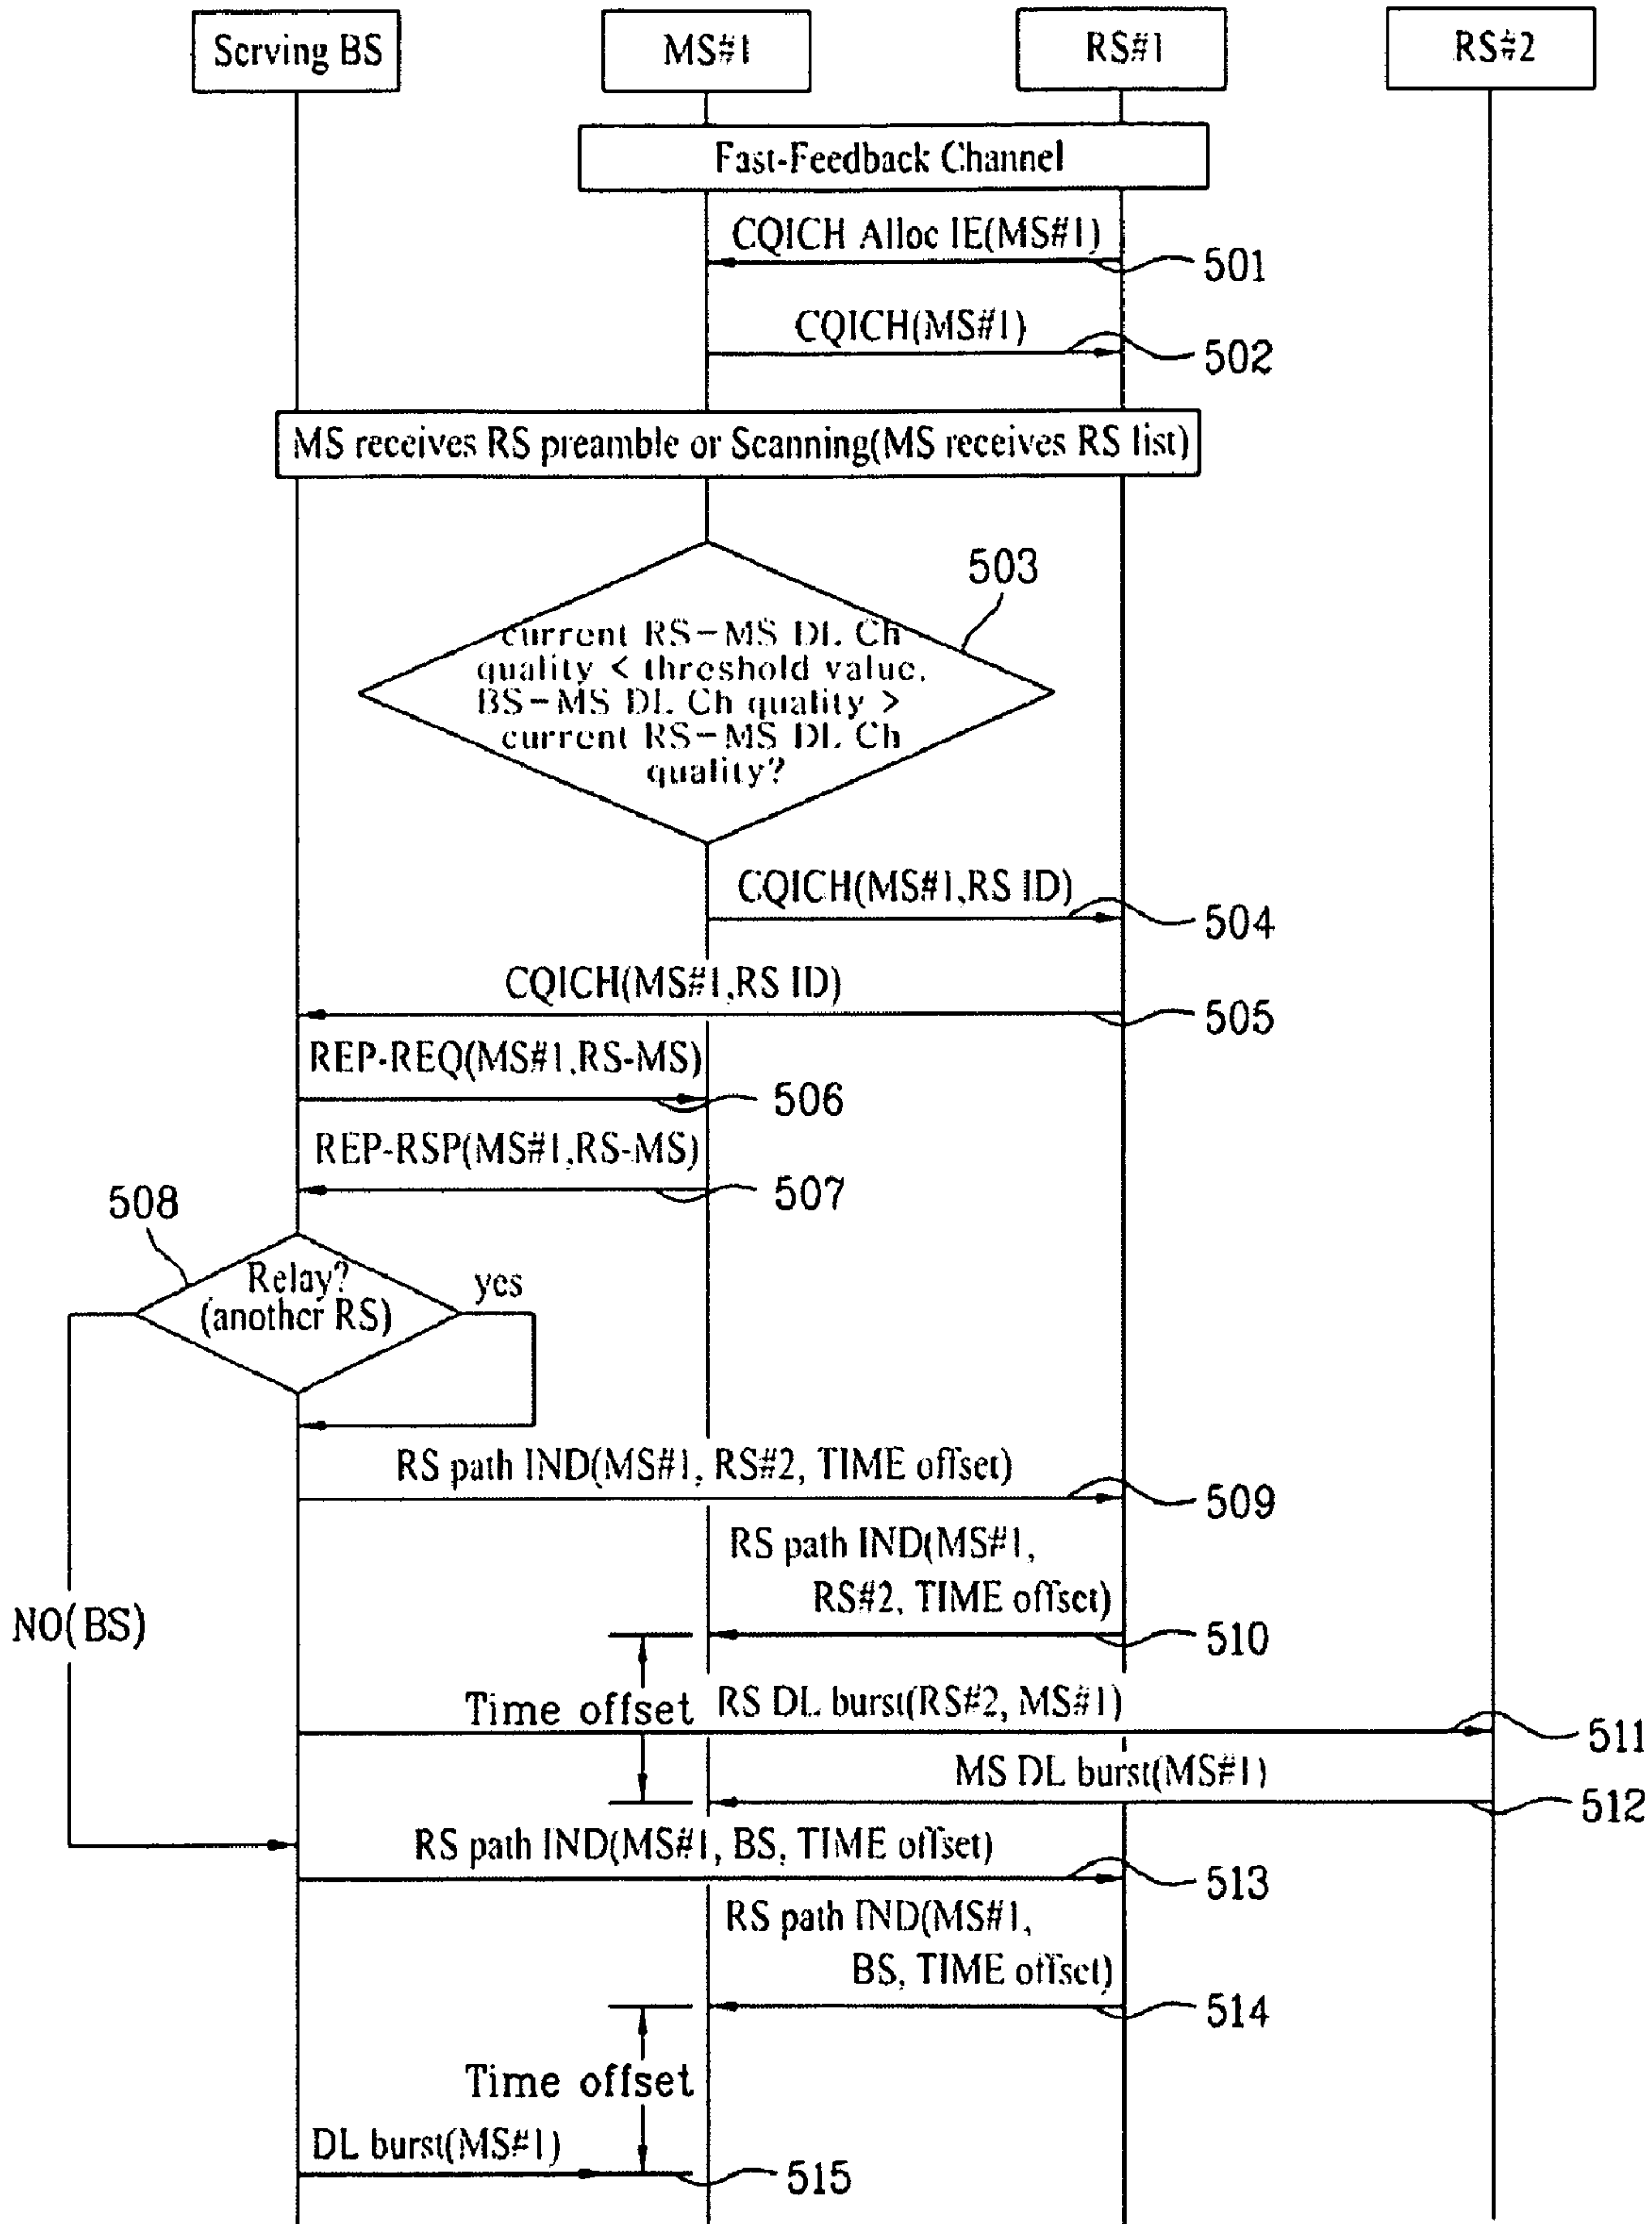 Serving BS
MS#1
RS#1
RS#2
Fast-Feedback Channel
CQICH Alloc IE(MS#1)
501
CQICH(MS#1)
502
MS receives RS preamble or Scanning(MS receives RS list)
503
current RS-MS DL Ch
quality < threshold value,
BS-MS DL Ch quality >
current RS-MS DL Ch
quality?
CQICH(MS#1,RS ID)
504
CQICH(MS#1,RS ID)
505
REP-REQ(MS#1,RS-MS)
506
REP-RSP(MS#1,RS-MS)
507
508
Relay?
(another RS)
yes
RS path IND(MS#1, RS#2, TIME offset)
509
RS path IND(MS#1,
RS#2, TIME offset)
510
NO(BS)
Time offset
RS DL burst(RS#2, MS#1)
511
MS DL burst(MS#1)
512
RS path IND(MS#1, BS, TIME offset)
513
RS path IND(MS#1,
BS, TIME offset)
514
Time offset
DL burst(MS#1)
515